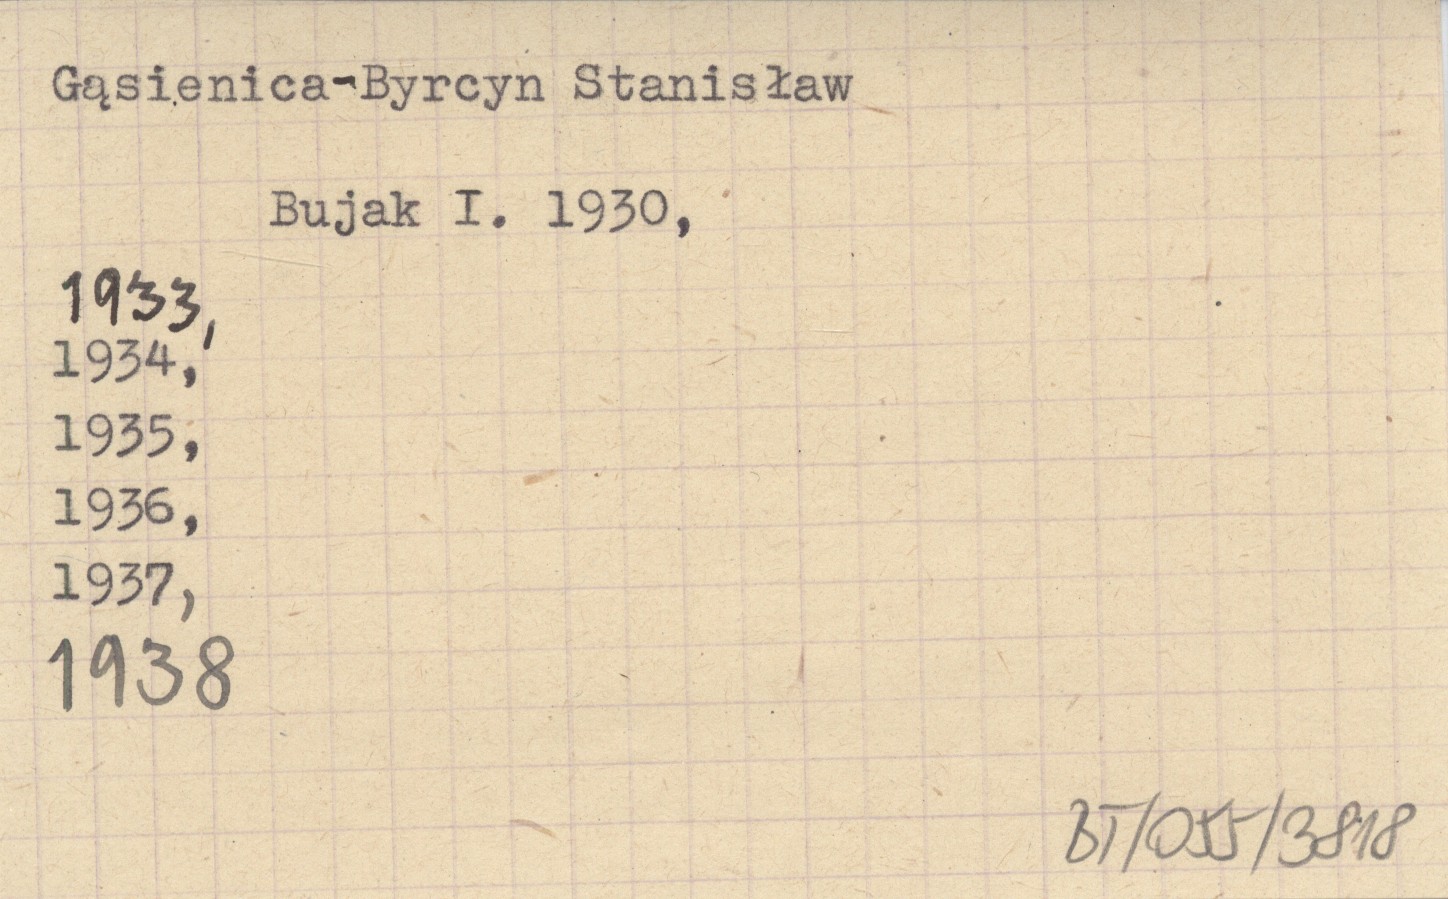 Gąsienica-Byrcyn Stanisław
Bujak I. 1930,
1933,
1934,
1935,
1936,
1937,
1938
BT/055/3818